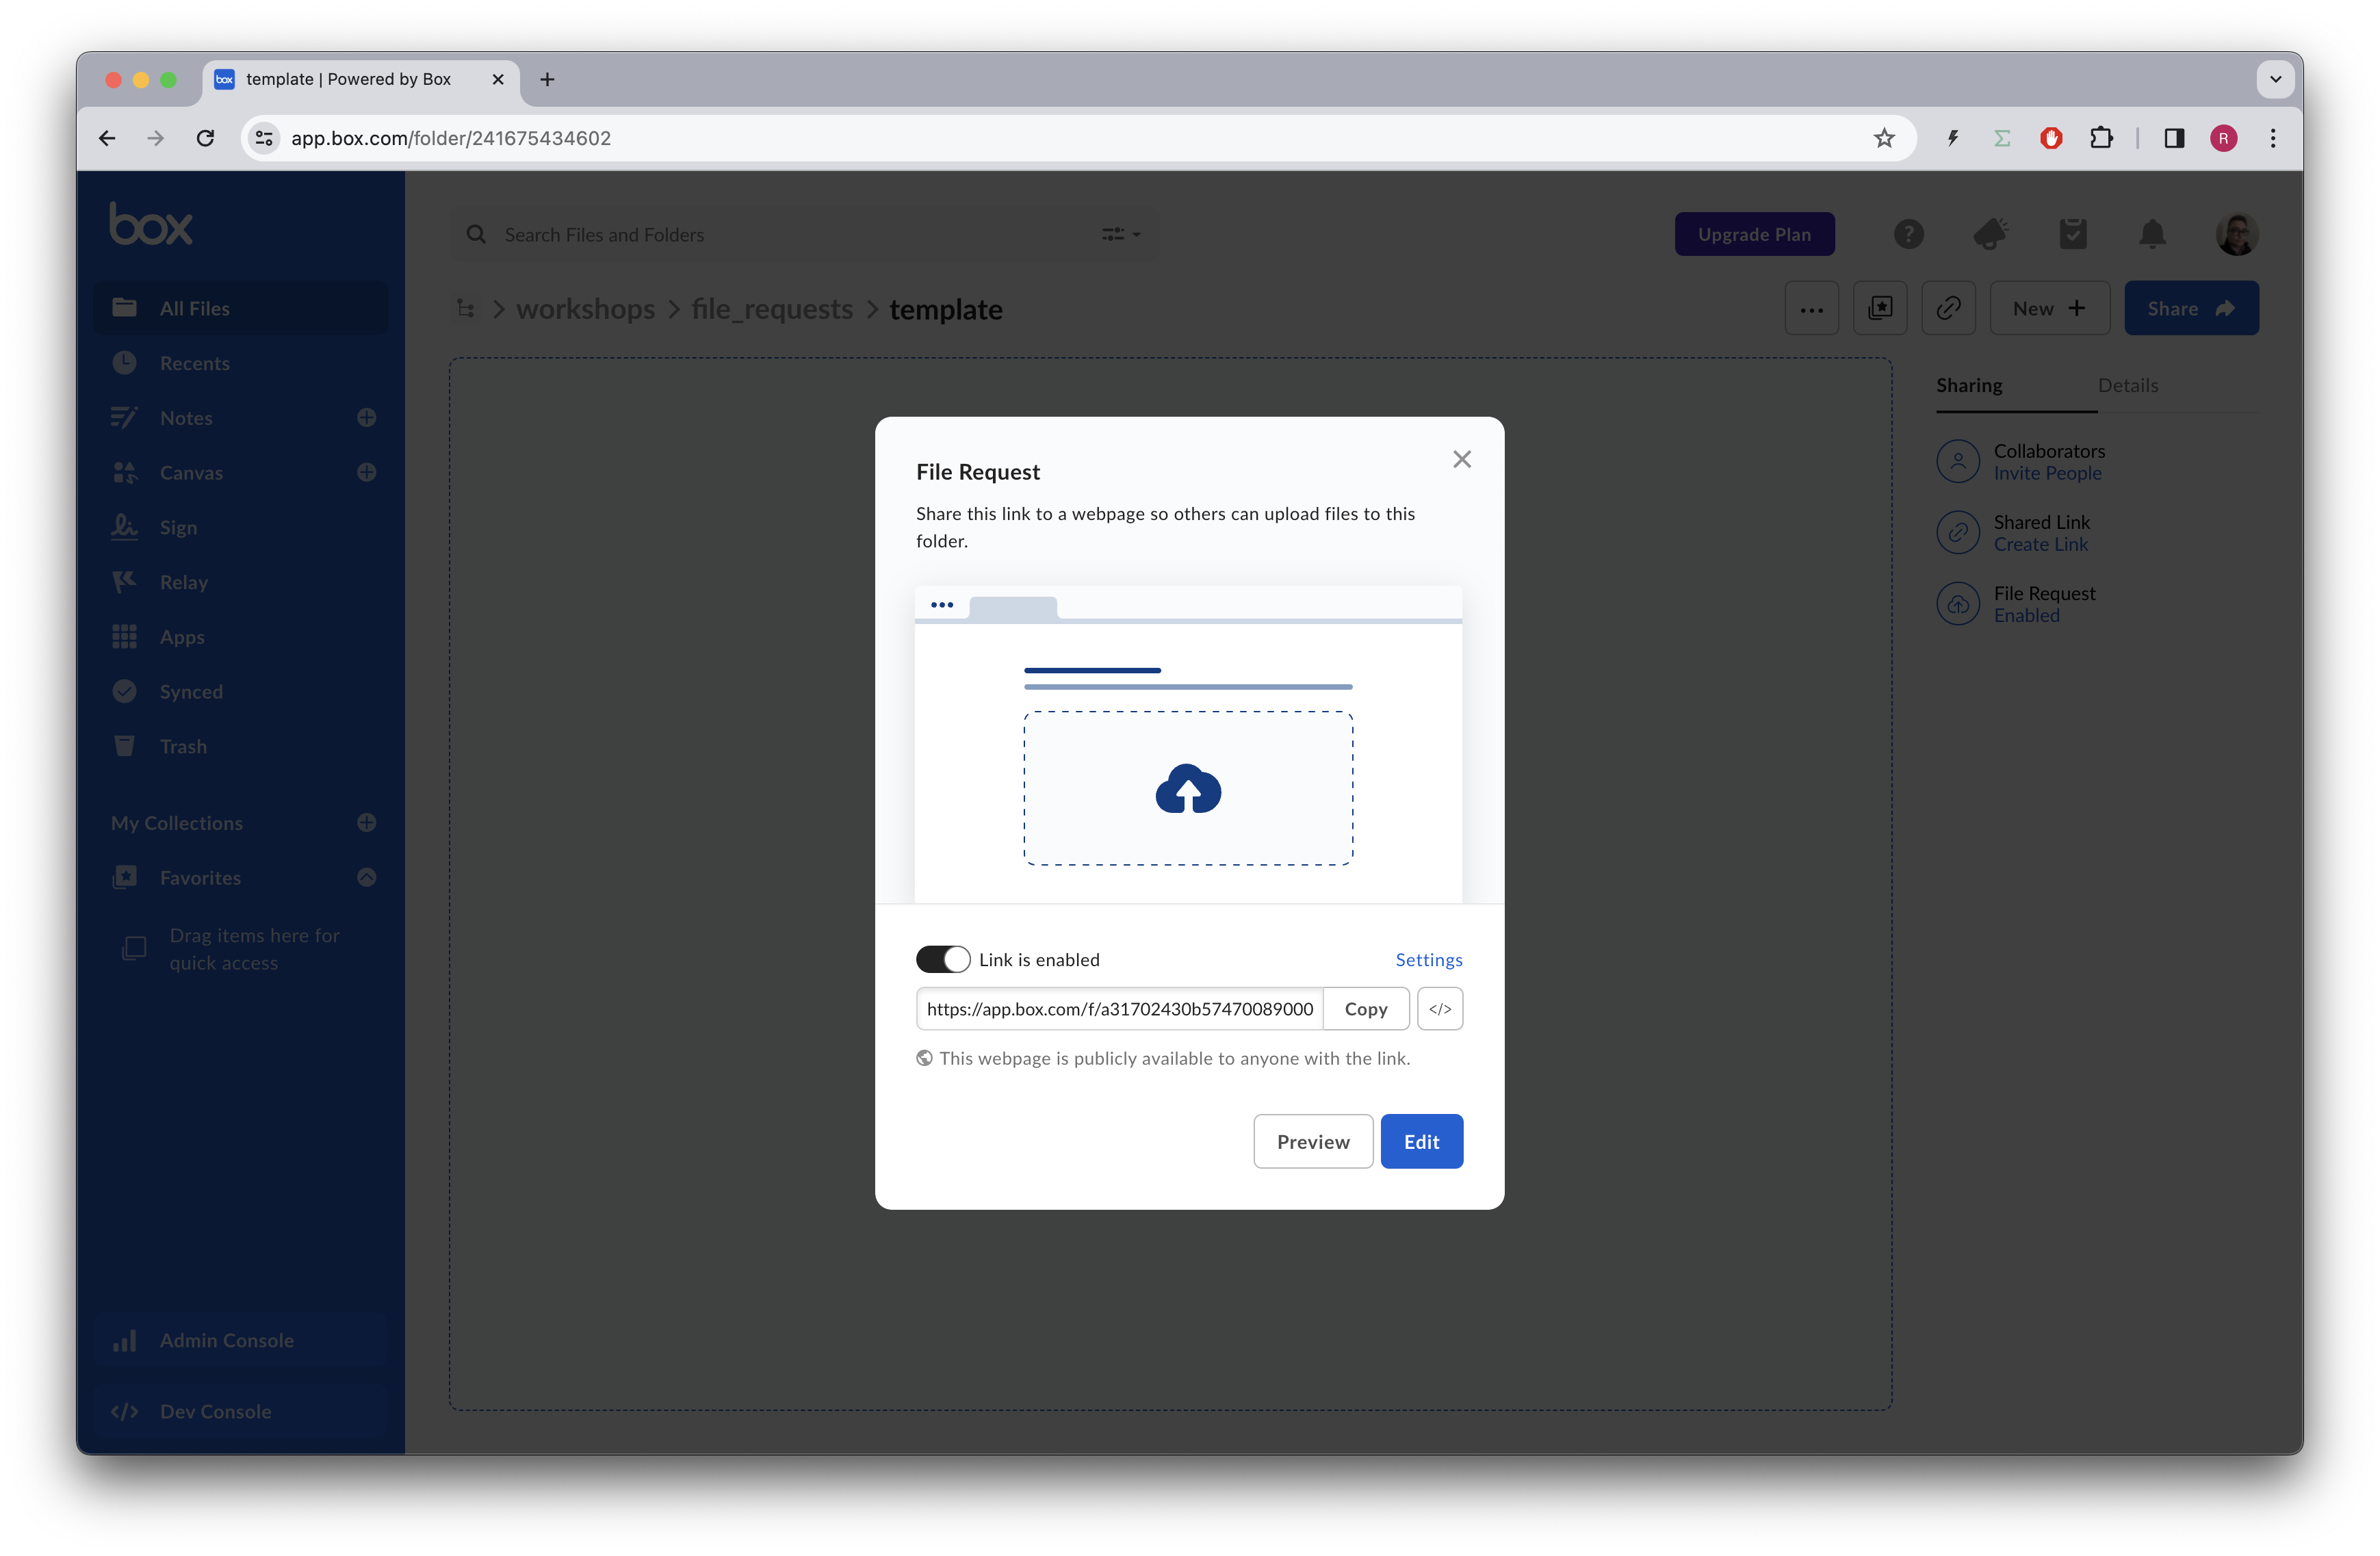 box
template | Powered by Box
app.box.com/folder/241675434602
R
box
Search Files and Folders
Upgrade Plan
?
All Files
workshops
file_requests
template
New
Share
Recents
Notes
Canvas
Sign
Relay
Apps
Synced
Trash
My Collections
Favorites
Drag items here for
quick access
Admin Console
</> Dev Console
Sharing
Details
Collaborators
Invite People
Shared Link
Create Link
File Request
Enabled
File Request
Share this link to a webpage so others can upload files to this
folder.
Link is enabled
Settings
https://app.box.com/f/a31702430b57470089000
Copy
</>
This webpage is publicly available to anyone with the link.
Preview
Edit